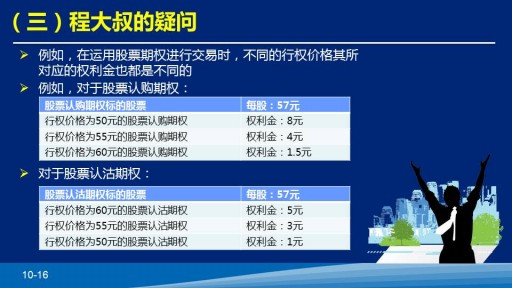 （三）程大叔的疑问
例如，在运用股票期权进行交易时，不同的行权价格其所
对应的权利金也都是不同的
例如，对于股票认购期权：
股票认购期权标的股票 每股：57元
行权价格为50元的股票认购期权 权利金：8元
行权价格为55元的股票认购期权 权利金：4元
行权价格为60元的股票认购期权 权利金：1.5元
对于股票认沽期权：
股票认沽期权标的股票 每股：57元
行权价格为60元的股票认沽期权 权利金：5元
行权价格为55元的股票认沽期权 权利金：3元
行权价格为50元的股票认沽期权 权利金：1元
10-16